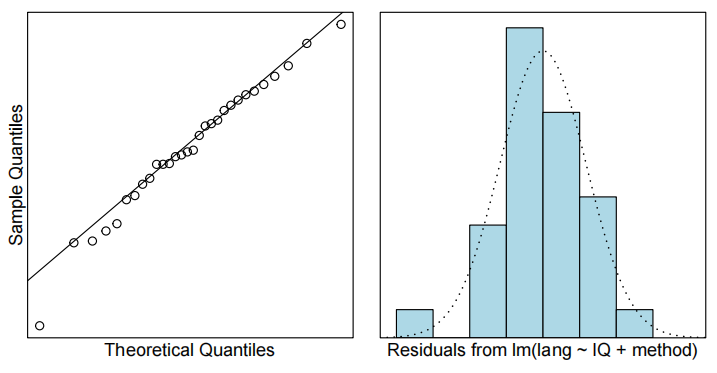 Sample Quantiles
Theoretical Quantiles
Residuals from lm(lang ~ IQ + method)